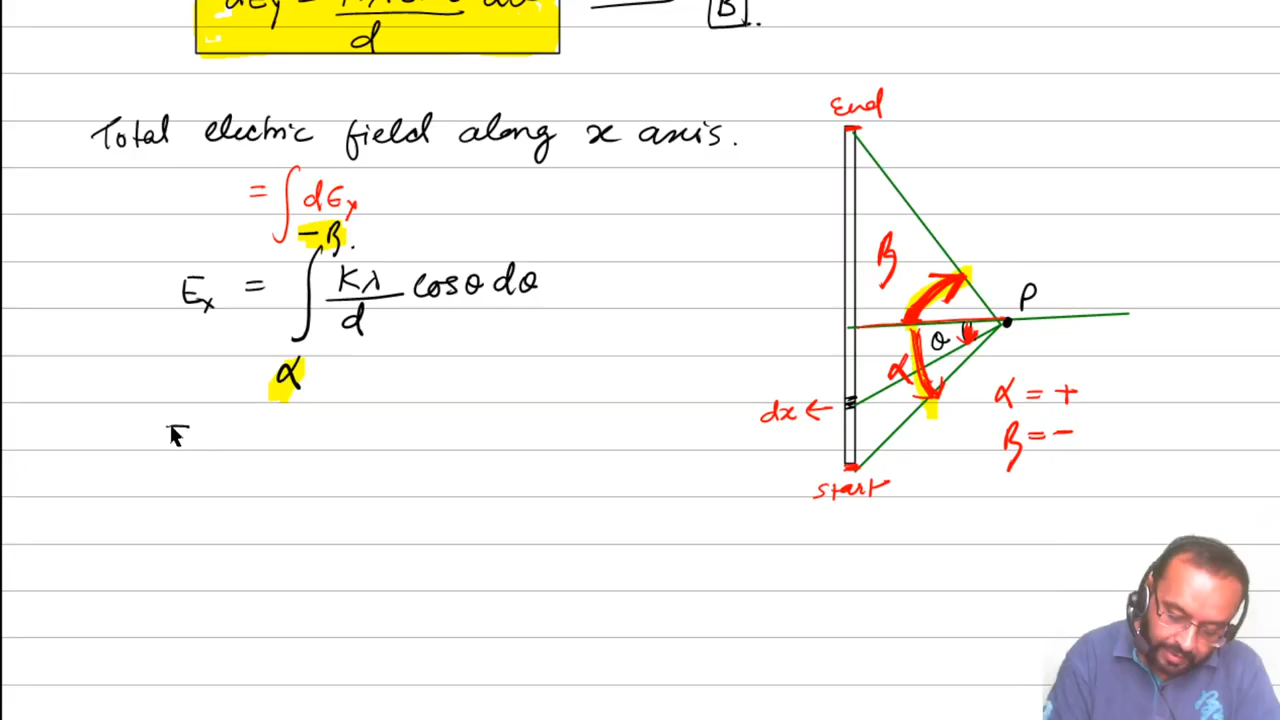 d
B.
Total electric field along x axis.
= ∫ dEx
Ex = ∫ Kλ/d cosθ dθ
-β.
α
End
β
P
θ
α
dx ←
α = +
β = -
start